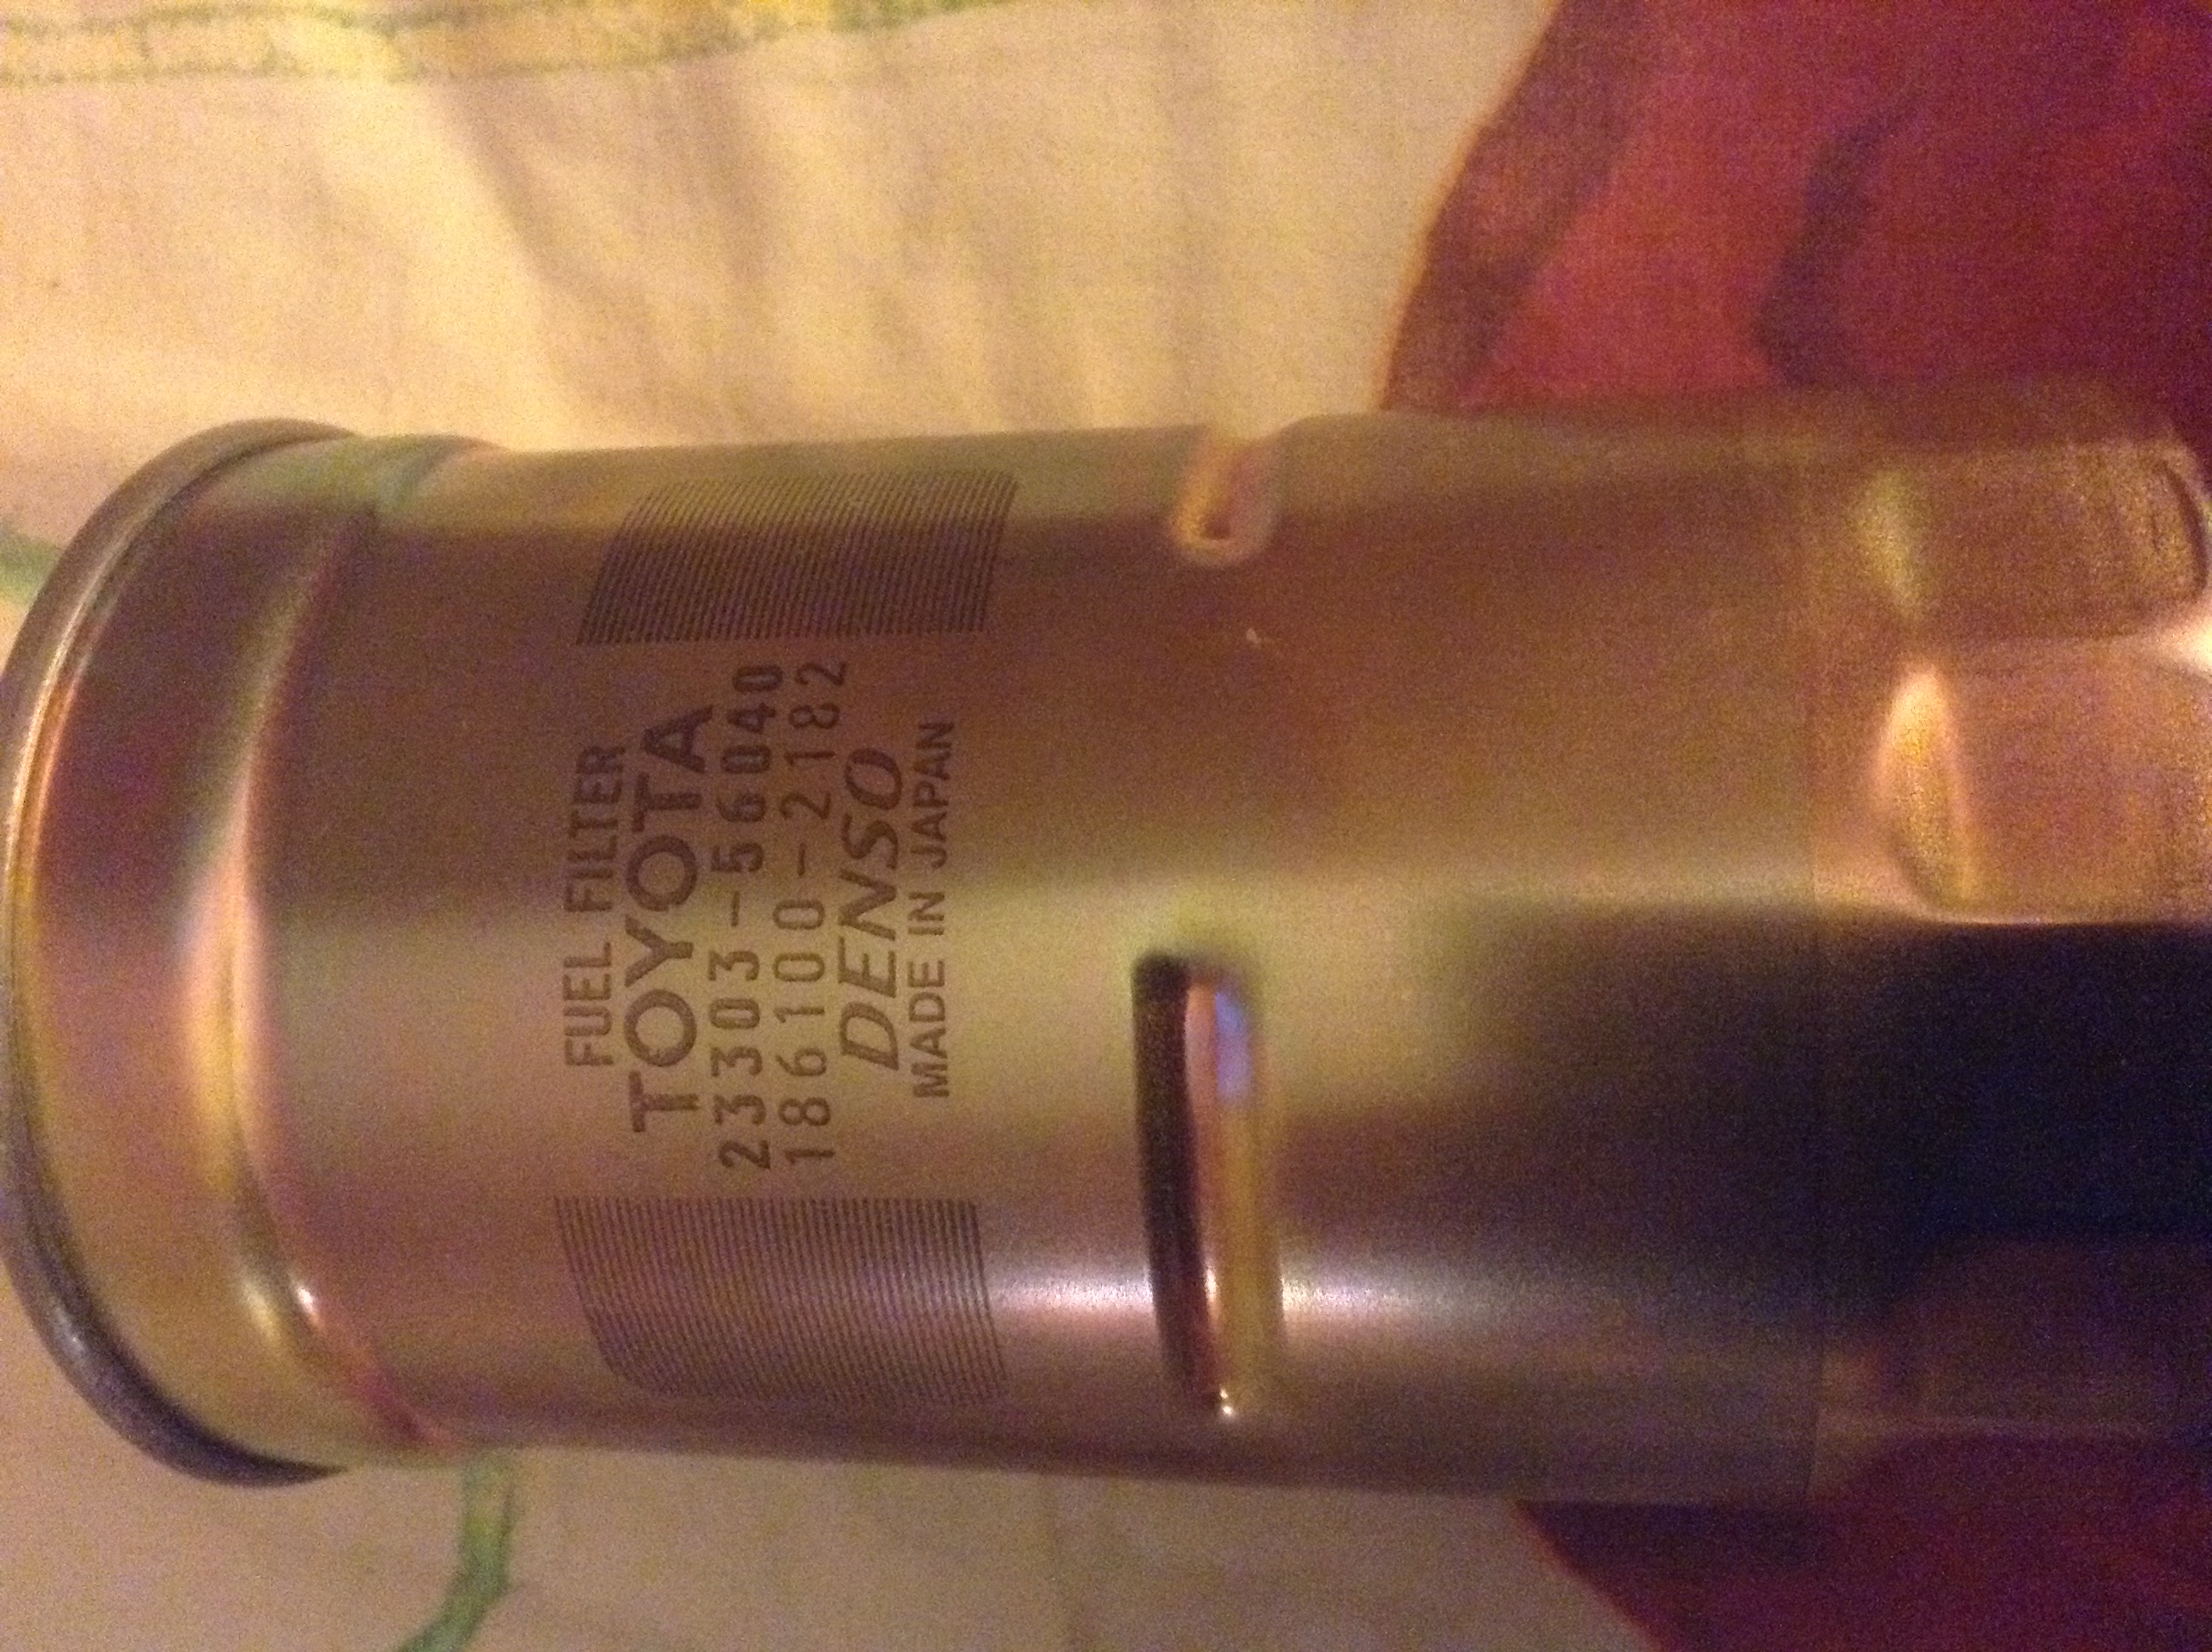 FUEL FILTER
TOYOTA
23303-56040
186100-2182
DENSO
MADE IN JAPAN